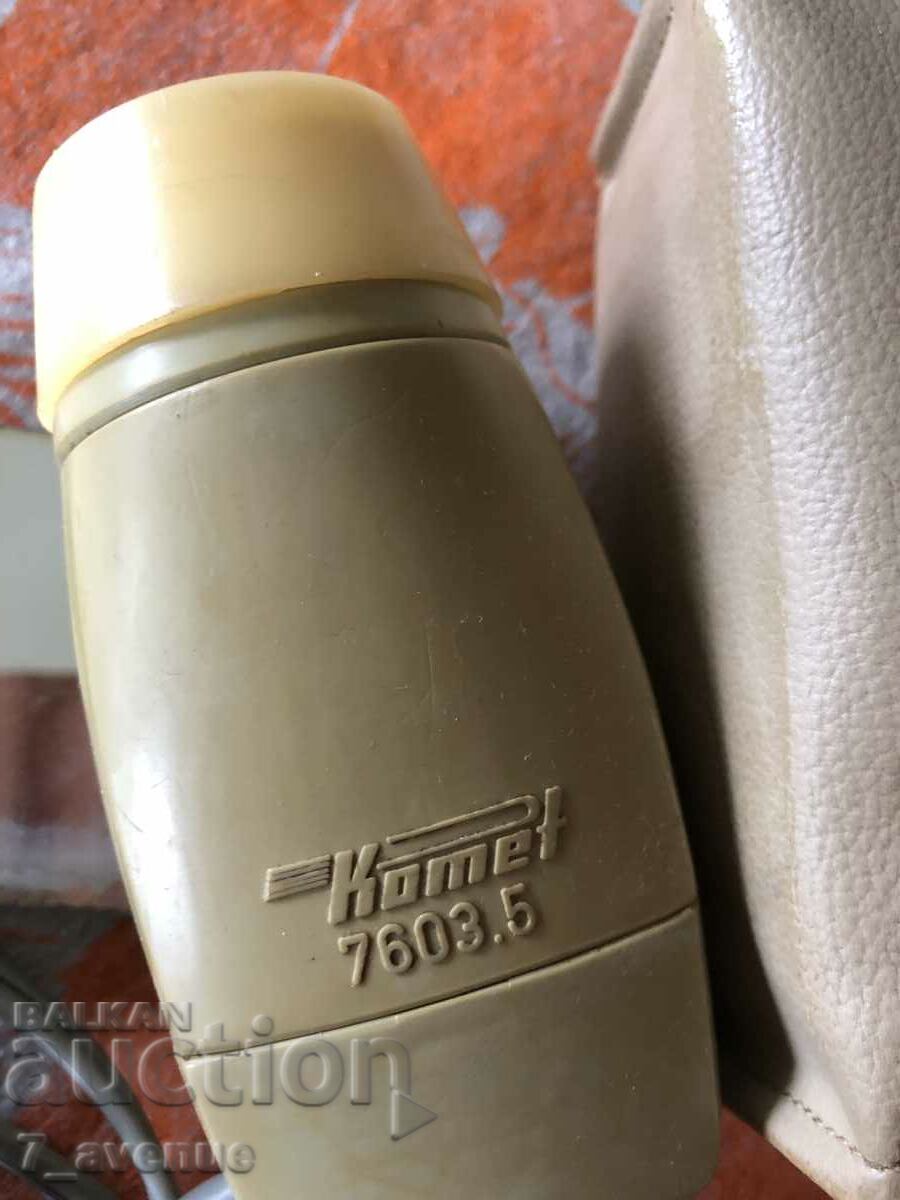 Komet
7603.5
BALKAN
auction
7_avenue